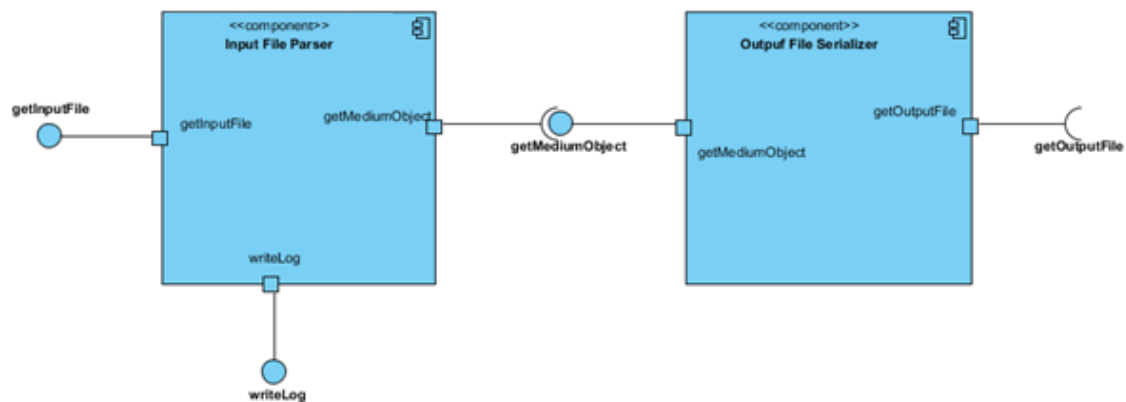 <<component>>
Input File Parser
getInputFile
getInputFile
getMediumObject
writeLog
writeLog
getMediumObject
<<component>>
Outpuf File Serializer
getOutputFile
getMediumObject
getOutputFile